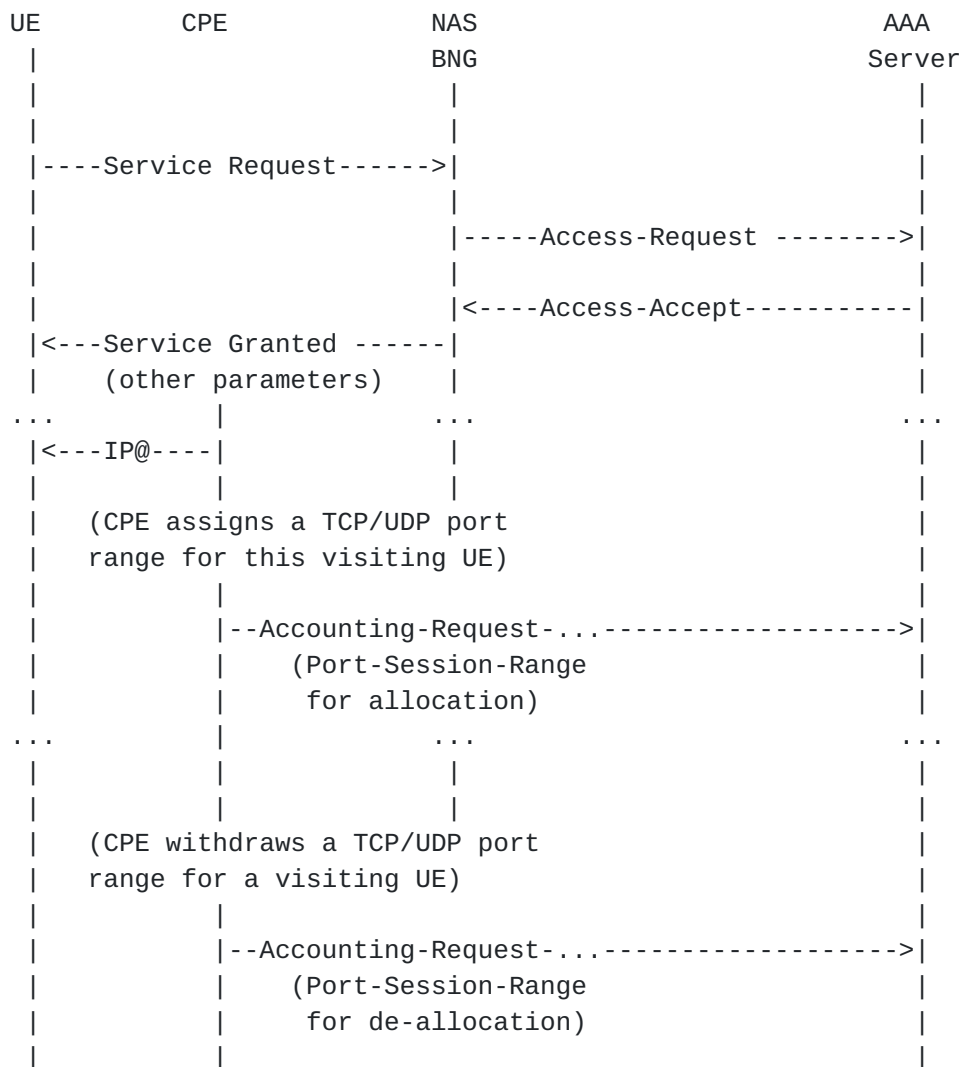 UE         CPE             NAS                         AAA
 |                         BNG                        Server
 |                          |                             |
 |                          |                             |
 |----Service Request------>|                             |
 |                          |                             |
 |                          |-----Access-Request -------->|
 |                          |                             |
 |                          |<----Access-Accept-----------|
 |<---Service Granted ------|                             |
 |    (other parameters)    |                             |
...          |             ...                           ...
 |<---IP@----|              |                             |
 |           |              |                             |
 |   (CPE assigns a TCP/UDP port                          |
 |   range for this visiting UE)                          |
 |           |                                            |
 |           |--Accounting-Request-...------------------->|
 |           |    (Port-Session-Range                     |
 |           |     for allocation)                        |
...          |             ...                           ...
 |           |              |                             |
 |           |              |                             |
 |   (CPE withdraws a TCP/UDP port                        |
 |   range for a visiting UE)                             |
 |           |                                            |
 |           |--Accounting-Request-...------------------->|
 |           |    (Port-Session-Range                     |
 |           |     for de-allocation)                     |
 |           |                                            |